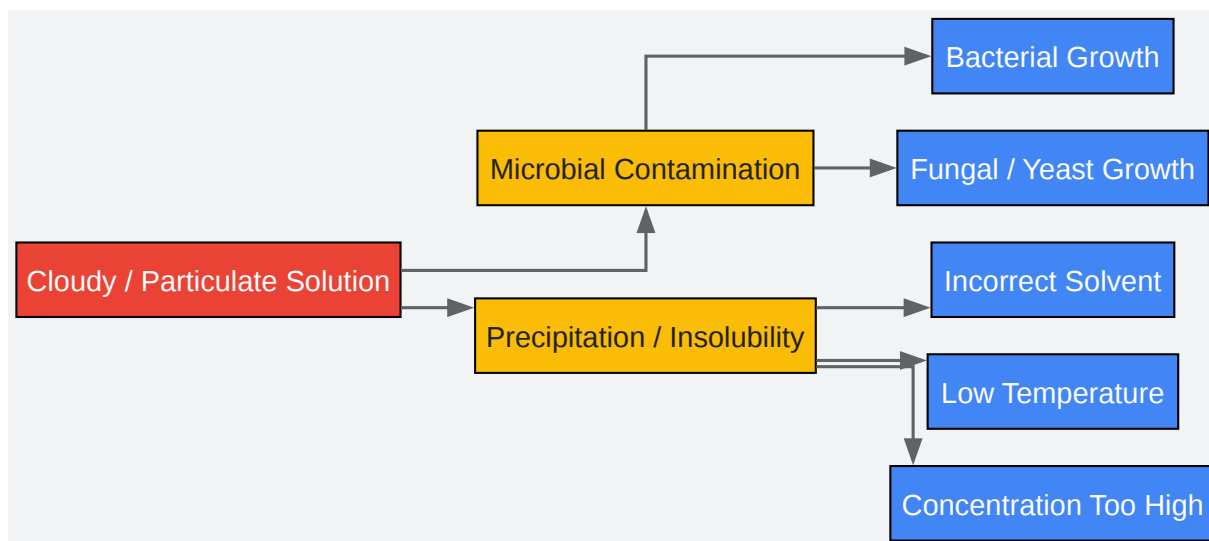 Bacterial Growth
Microbial Contamination
Fungal / Yeast Growth
Cloudy / Particulate Solution
Incorrect Solvent
Precipitation / Insolubility
Low Temperature
Concentration Too High